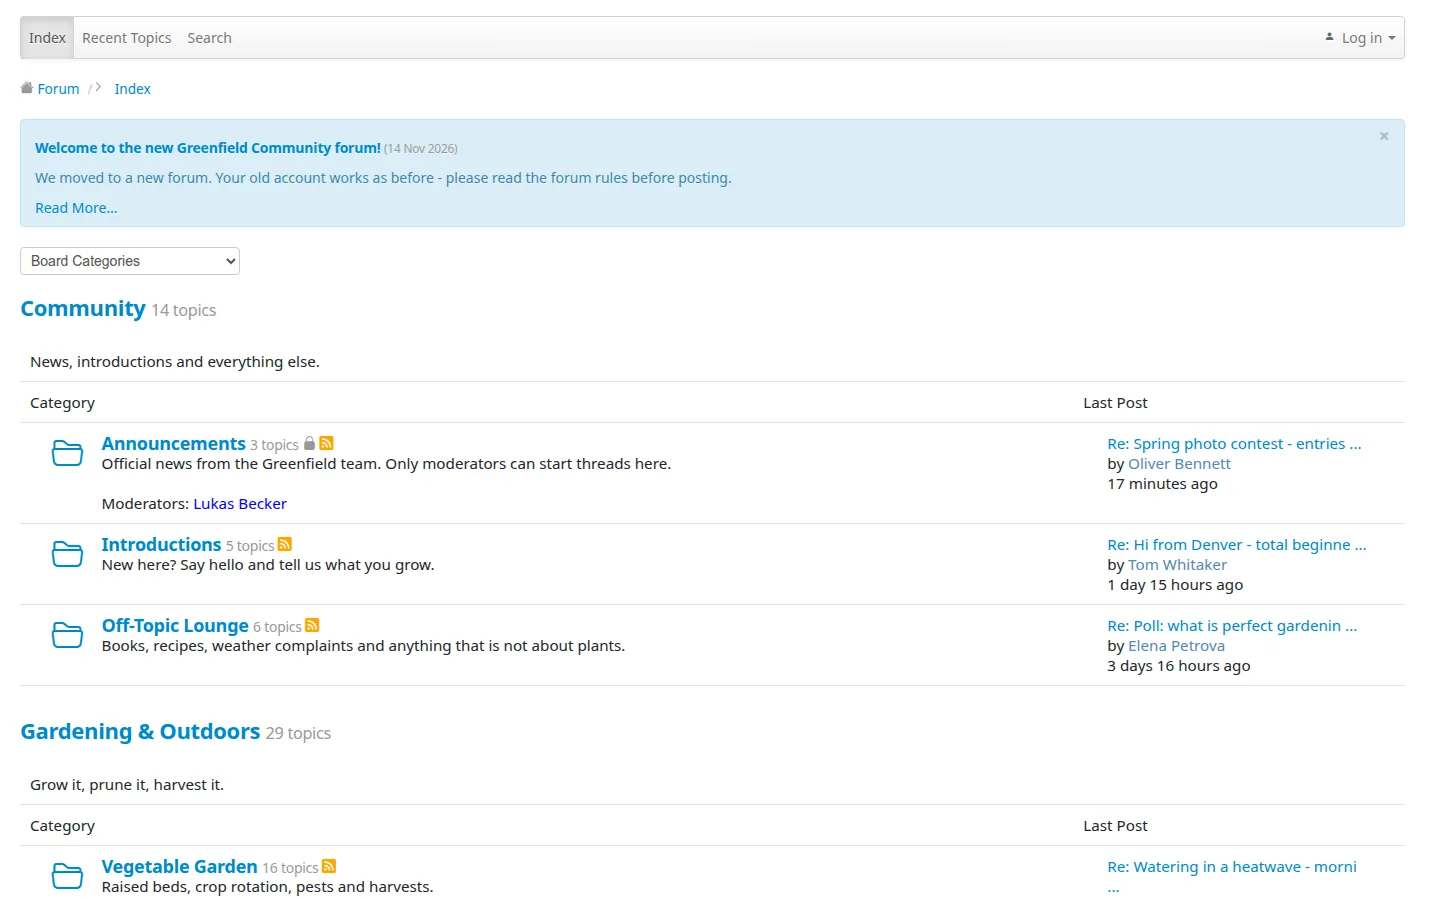 Index Recent Topics Search Log in
Forum / Index
Welcome to the new Greenfield Community forum! (14 Nov 2026)
We moved to a new forum. Your old account works as before - please read the forum rules before posting.
Read More...
Board Categories
Community 14 topics
News, introductions and everything else.
Category Last Post
Announcements 3 topics
Official news from the Greenfield team. Only moderators can start threads here.
Moderators: Lukas Becker
Re: Spring photo contest - entries ...
by Oliver Bennett
17 minutes ago
Introductions 5 topics
New here? Say hello and tell us what you grow.
Re: Hi from Denver - total beginne ...
by Tom Whitaker
1 day 15 hours ago
Off-Topic Lounge 6 topics
Books, recipes, weather complaints and anything that is not about plants.
Re: Poll: what is perfect gardenin ...
by Elena Petrova
3 days 16 hours ago
Gardening & Outdoors 29 topics
Grow it, prune it, harvest it.
Category Last Post
Vegetable Garden 16 topics
Raised beds, crop rotation, pests and harvests.
Re: Watering in a heatwave - morni
...